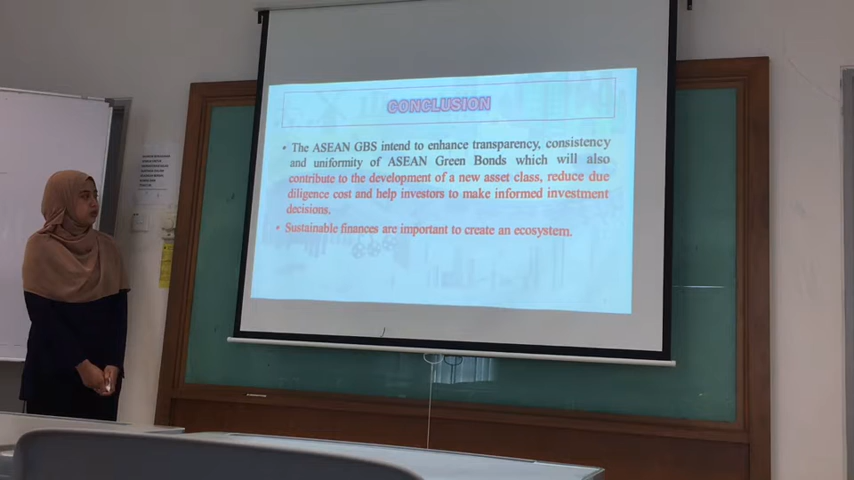 CONCLUSION
• The ASEAN GBS intend to enhance transparency, consistency
and uniformity of ASEAN Green Bonds which will also
contribute to the development of a new asset class, reduce due
diligence cost and help investors to make informed investment
decisions.
• Sustainable finances are important to create an ecosystem.